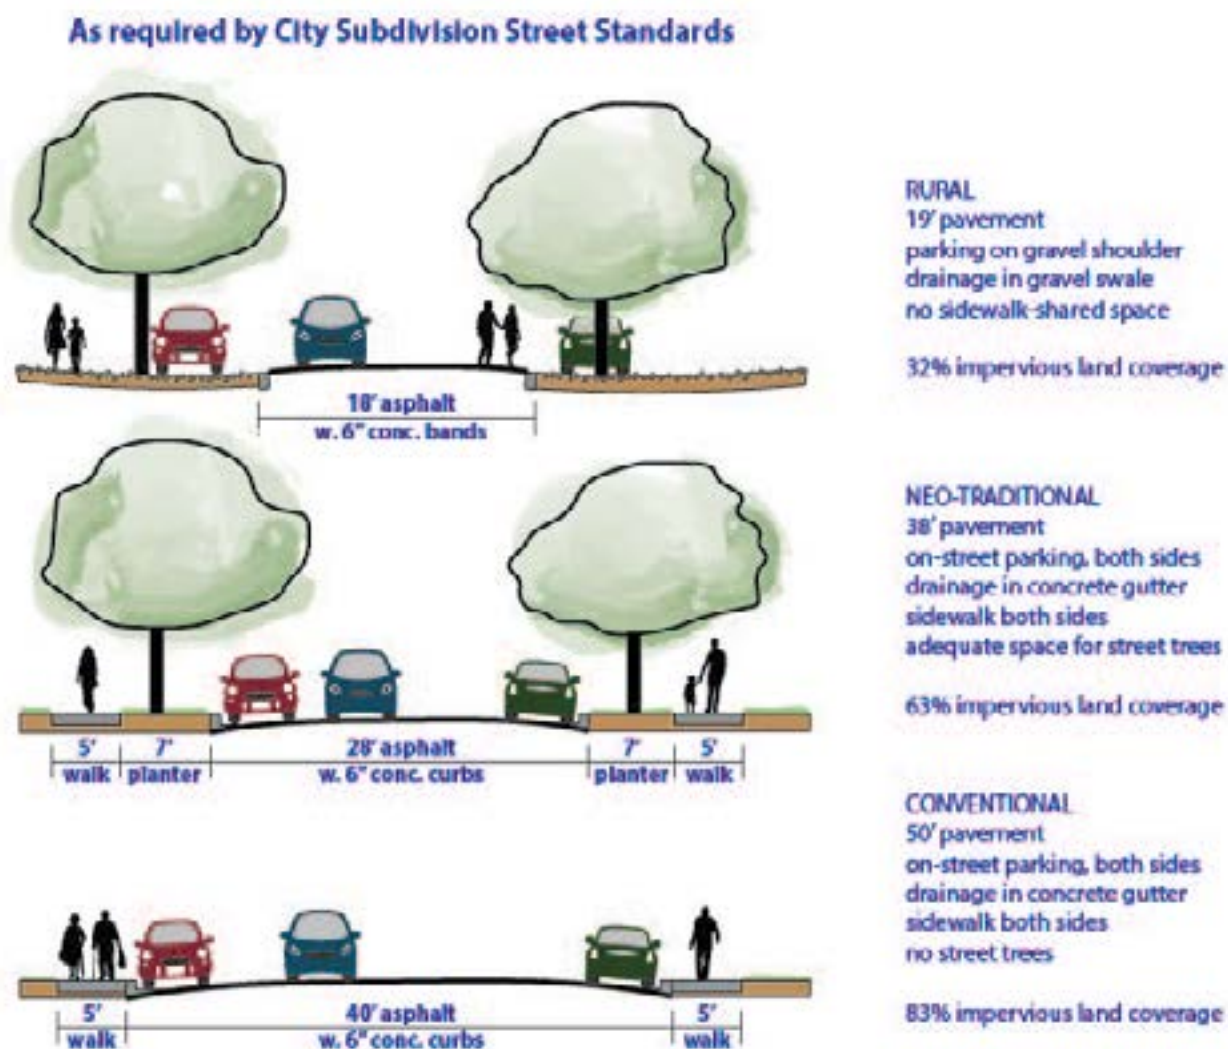 As required by City Subdivision Street Standards
RURAL
19' pavement
parking on gravel shoulder
drainage in gravel swale
no sidewalk-shared space
32% impervious land coverage
18' asphalt
w. 6" conc. bands
NEO-TRADITIONAL
38' pavement
on-street parking, both sides
drainage in concrete gutter
sidewalk both sides
adequate space for street trees
63% impervious land coverage
5' 7' 28' asphalt 7' 5'
walk planter w. 6" conc. curbs planter walk
CONVENTIONAL
50' pavement
on-street parking, both sides
drainage in concrete gutter
sidewalk both sides
no street trees
83% impervious land coverage
5' 40' asphalt 5'
walk w. 6" conc. curbs walk